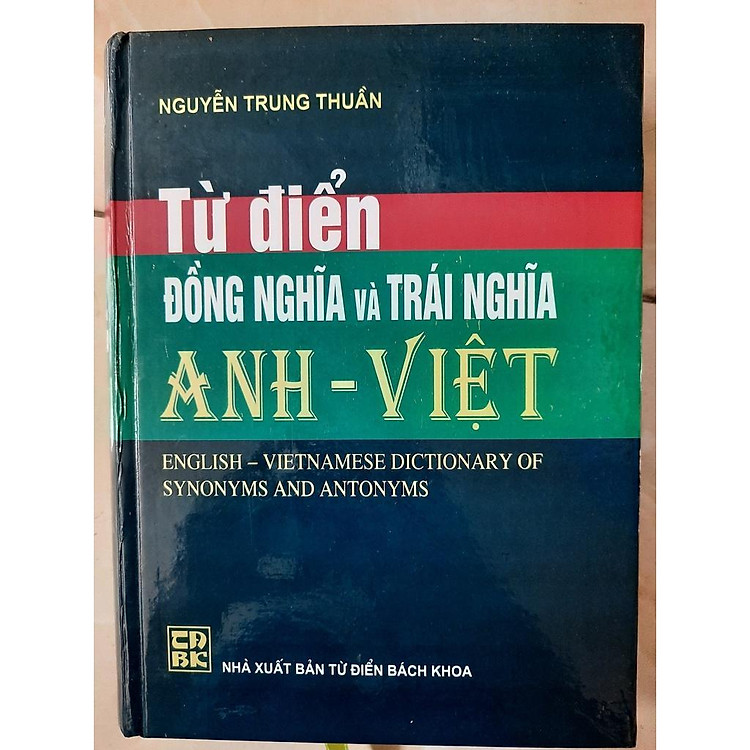 NGUYỄN TRUNG THUẦN
Từ điển
ĐỒNG NGHĨA VÀ TRÁI NGHĨA
ANH - VIỆT
ENGLISH – VIETNAMESE DICTIONARY OF
SYNONYMS AND ANTONYMS
TĐ
BK
NHÀ XUẤT BẢN TỪ ĐIỂN BÁCH KHOA